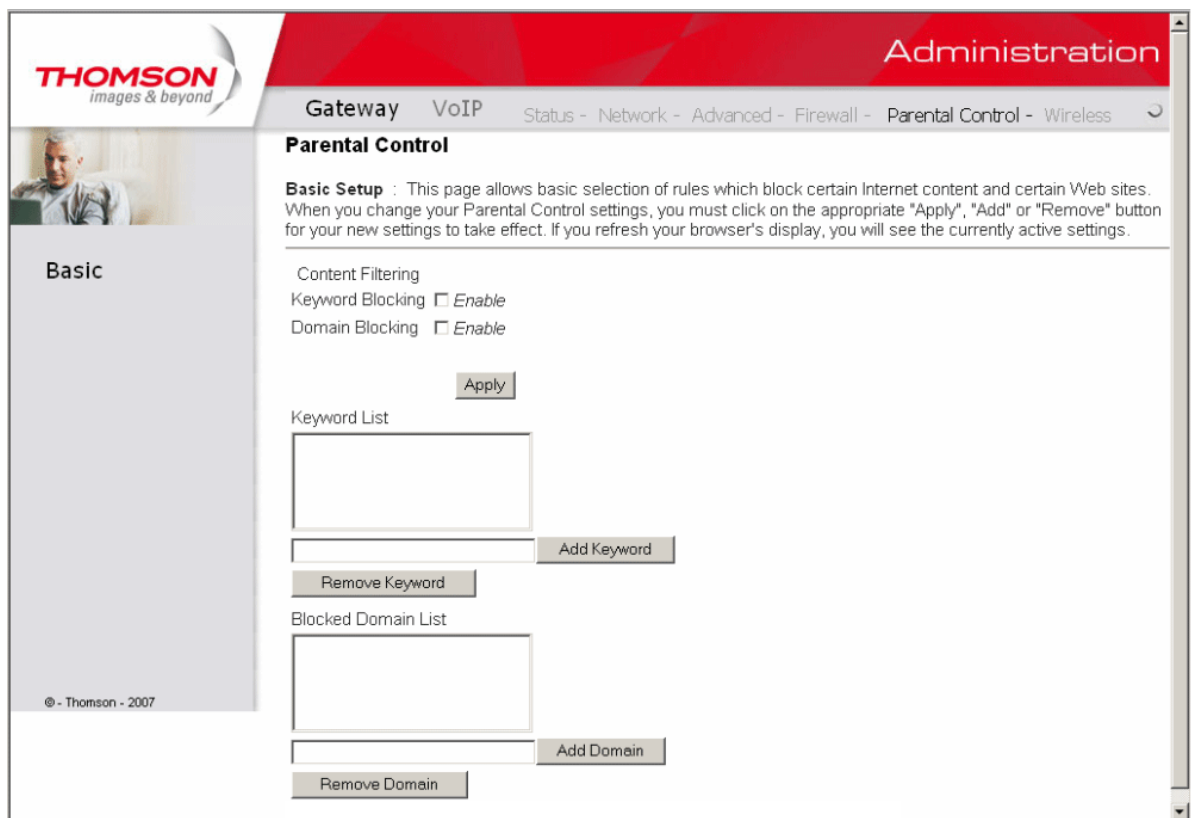 Administration
THOMSON
images & beyond
Gateway VoIP Status - Network - Advanced - Firewall - Parental Control - Wireless
Parental Control
Basic Setup : This page allows basic selection of rules which block certain Internet content and certain Web sites.
When you change your Parental Control settings, you must click on the appropriate "Apply", "Add" or "Remove" button
for your new settings to take effect. If you refresh your browser's display, you will see the currently active settings.
Basic
Content Filtering
Keyword Blocking Enable
Domain Blocking Enable
Apply
Keyword List
Add Keyword
Remove Keyword
Blocked Domain List
Add Domain
Remove Domain
© - Thomson - 2007